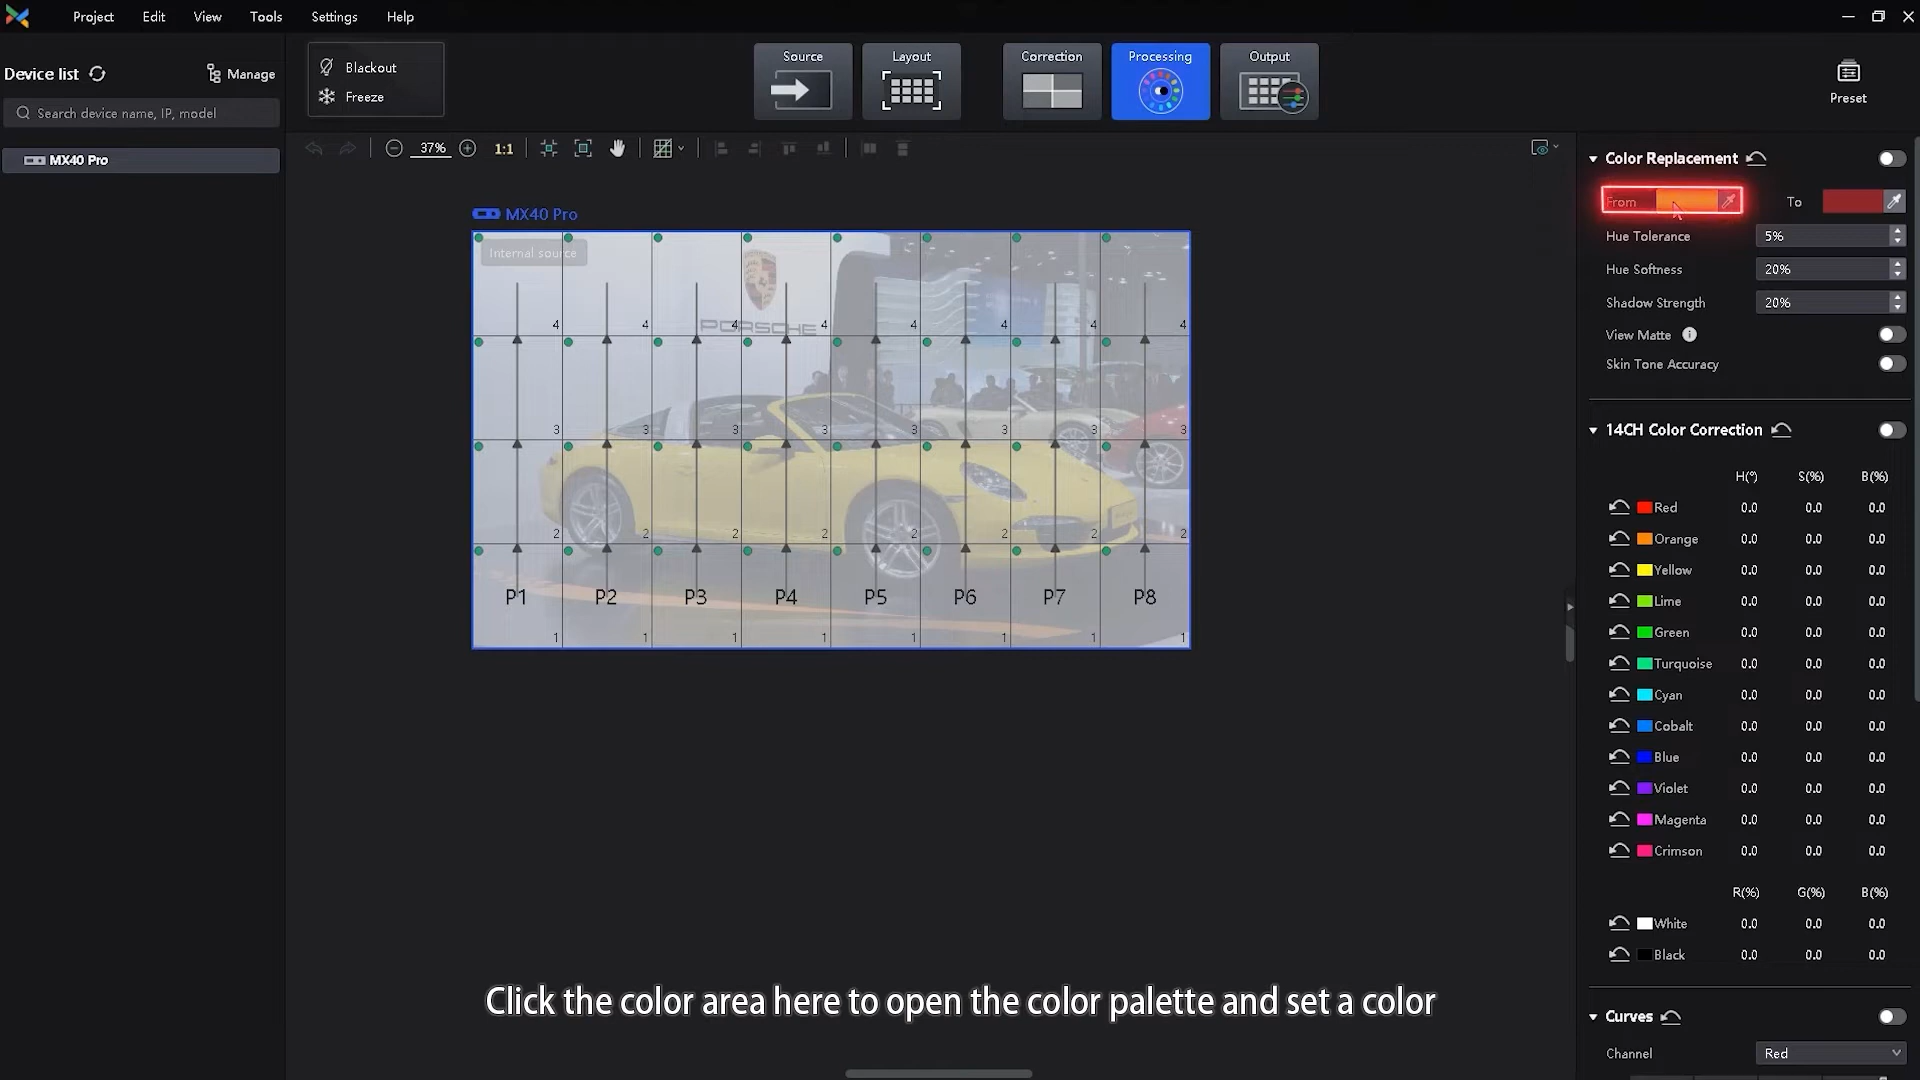 Project Edit View Tools Settings Help
Device list Manage
Search device name, IP, model
MX40 Pro
Blackout
Freeze
Source Layout Correction Processing Output
Preset
37% 1:1
MX40 Pro
Internal source
PORSCHE
4 4 4 4 4 4 4 4
3 3 3 3 3 3 3 3
2 2 2 2 2 2 2 2
P1 P2 P3 P4 P5 P6 P7 P8
1 1 1 1 1 1 1 1
Color Replacement
From To
Hue Tolerance 5%
Hue Softness 20%
Shadow Strength 20%
View Matte
Skin Tone Accuracy
14CH Color Correction
H(°) S(%) B(%)
Red 0.0 0.0 0.0
Orange 0.0 0.0 0.0
Yellow 0.0 0.0 0.0
Lime 0.0 0.0 0.0
Green 0.0 0.0 0.0
Turquoise 0.0 0.0 0.0
Cyan 0.0 0.0 0.0
Cobalt 0.0 0.0 0.0
Blue 0.0 0.0 0.0
Violet 0.0 0.0 0.0
Magenta 0.0 0.0 0.0
Crimson 0.0 0.0 0.0
R(%) G(%) B(%)
White 0.0 0.0 0.0
Black 0.0 0.0 0.0
Curves
Channel Red
Click the color area here to open the color palette and set a color